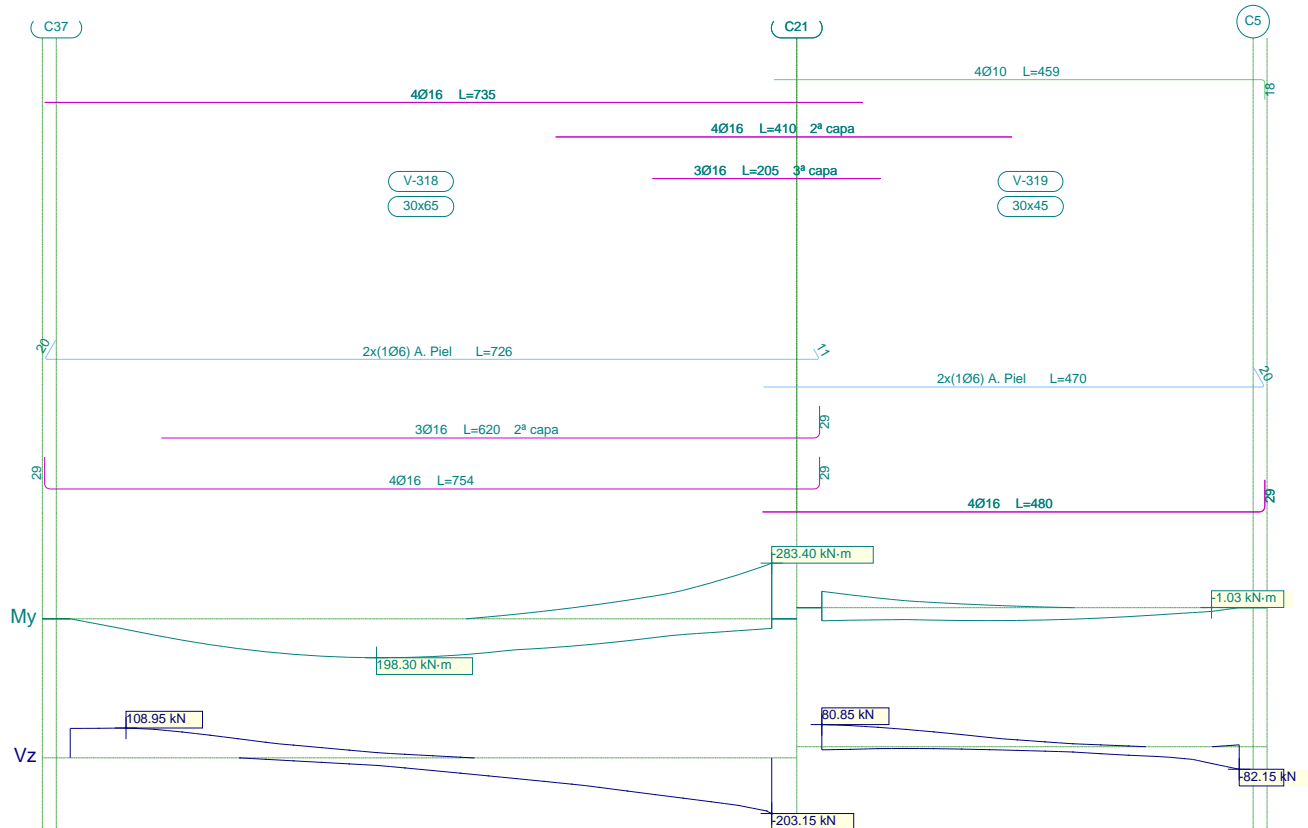 C37
C21
C5
4Ø10 L=459
18
4Ø16 L=735
4Ø16 L=410 2ª capa
3Ø16 L=205 3ª capa
V-318
30x65
V-319
30x45
20
2x(1Ø6) A. Piel L=726
11
2x(1Ø6) A. Piel L=470
20
3Ø16 L=620 2ª capa
29
29
4Ø16 L=754
29
4Ø16 L=480
29
-283.40 kN·m
My
-1.03 kN·m
198.30 kN·m
108.95 kN
80.85 kN
Vz
-82.15 kN
-203.15 kN